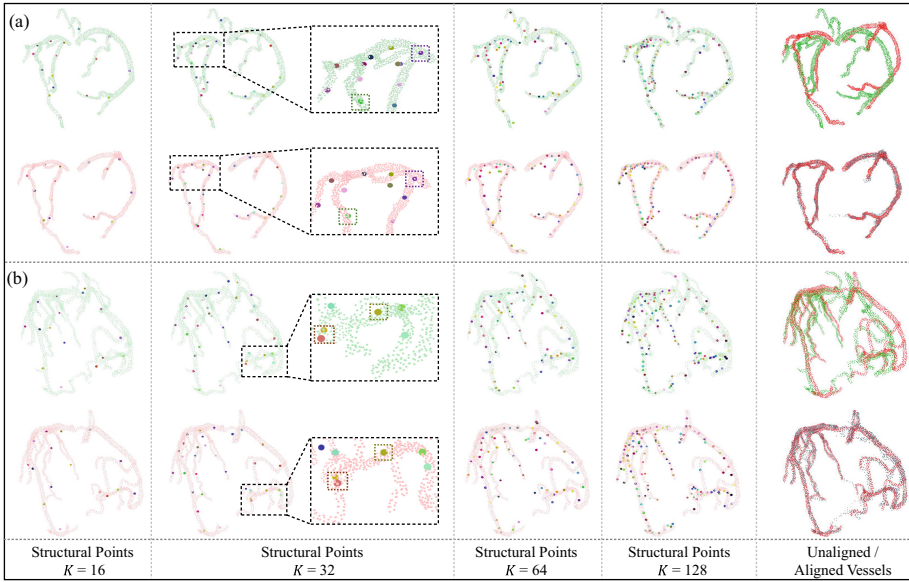 (a)
(b)
Structural Points
K = 16
Structural Points
K = 32
Structural Points
K = 64
Structural Points
K = 128
Unaligned /
Aligned Vessels